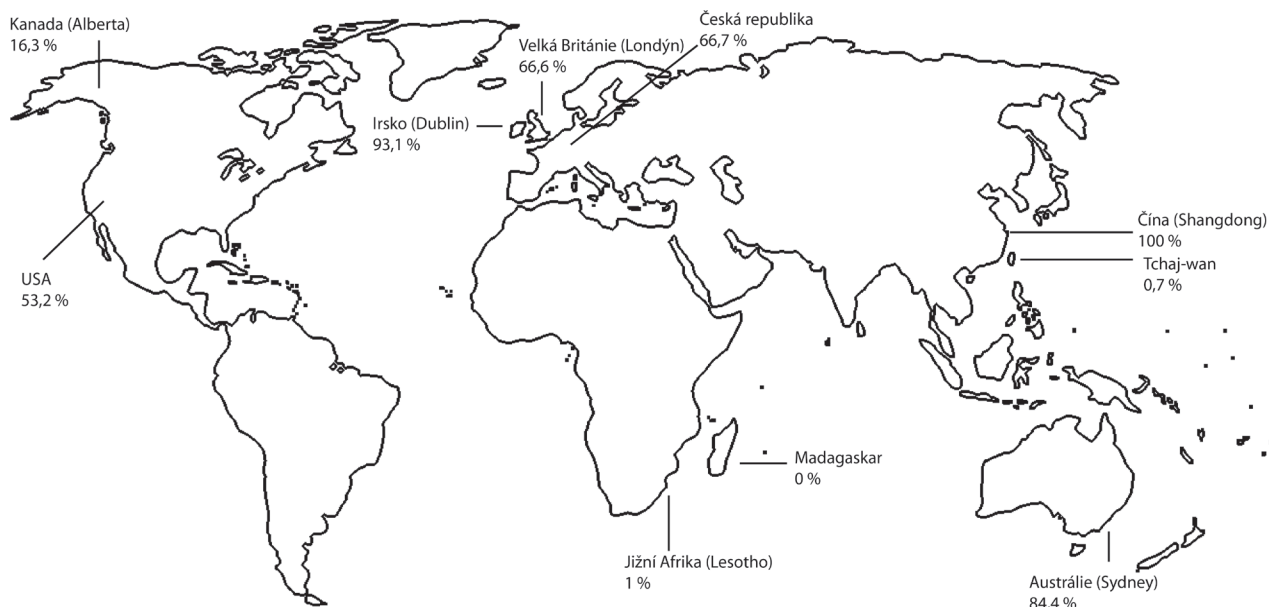 Kanada (Alberta)
16,3 %
Česká republika
66,7 %
Velká Británie (Londýn)
66,6 %
Irsko (Dublin)
93,1 %
USA
53,2 %
Čína (Shangdong)
100 %
Tchaj-wan
0,7 %
Madagaskar
0 %
Jižní Afrika (Lesotho)
1 %
Austrálie (Sydney)
84,4 %